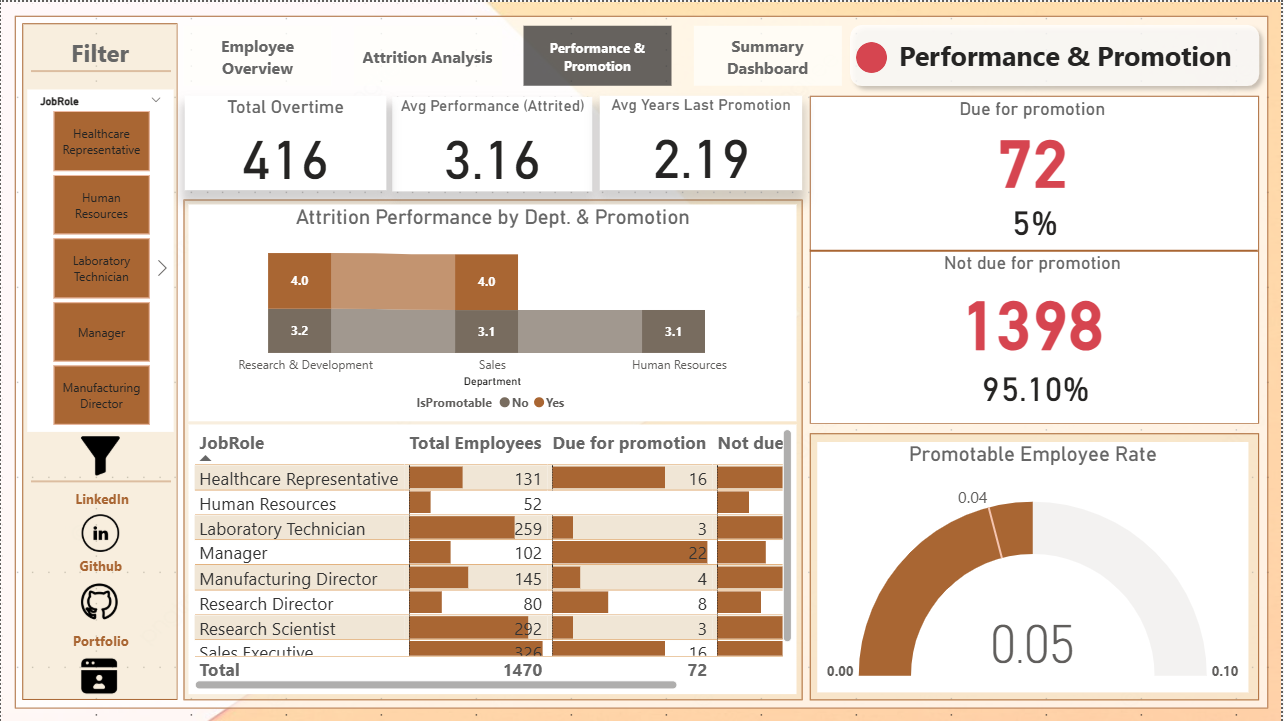 Filter
JobRole
Healthcare
Representative
Human
Resources
Laboratory
Technician
Manager
Manufacturing
Director
LinkedIn
in
Github
Portfolio
Employee
Overview
Attrition Analysis
Performance &
Promotion
Summary
Dashboard
Performance & Promotion
Total Overtime
416
Avg Performance (Attrited)
3.16
Avg Years Last Promotion
2.19
Due for promotion
72
5%
Not due for promotion
1398
95.10%
Attrition Performance by Dept. & Promotion
4.0 4.0
3.2 3.1 3.1
Research & Development Sales Human Resources
Department
IsPromotable No Yes
JobRole Total Employees Due for promotion Not due
Healthcare Representative 131 16
Human Resources 52
Laboratory Technician 259 3
Manager 102 22
Manufacturing Director 145 4
Research Director 80 8
Research Scientist 292 3
Sales Executive 326 16
Total 1470 72
Promotable Employee Rate
0.04
0.05
0.00 0.10